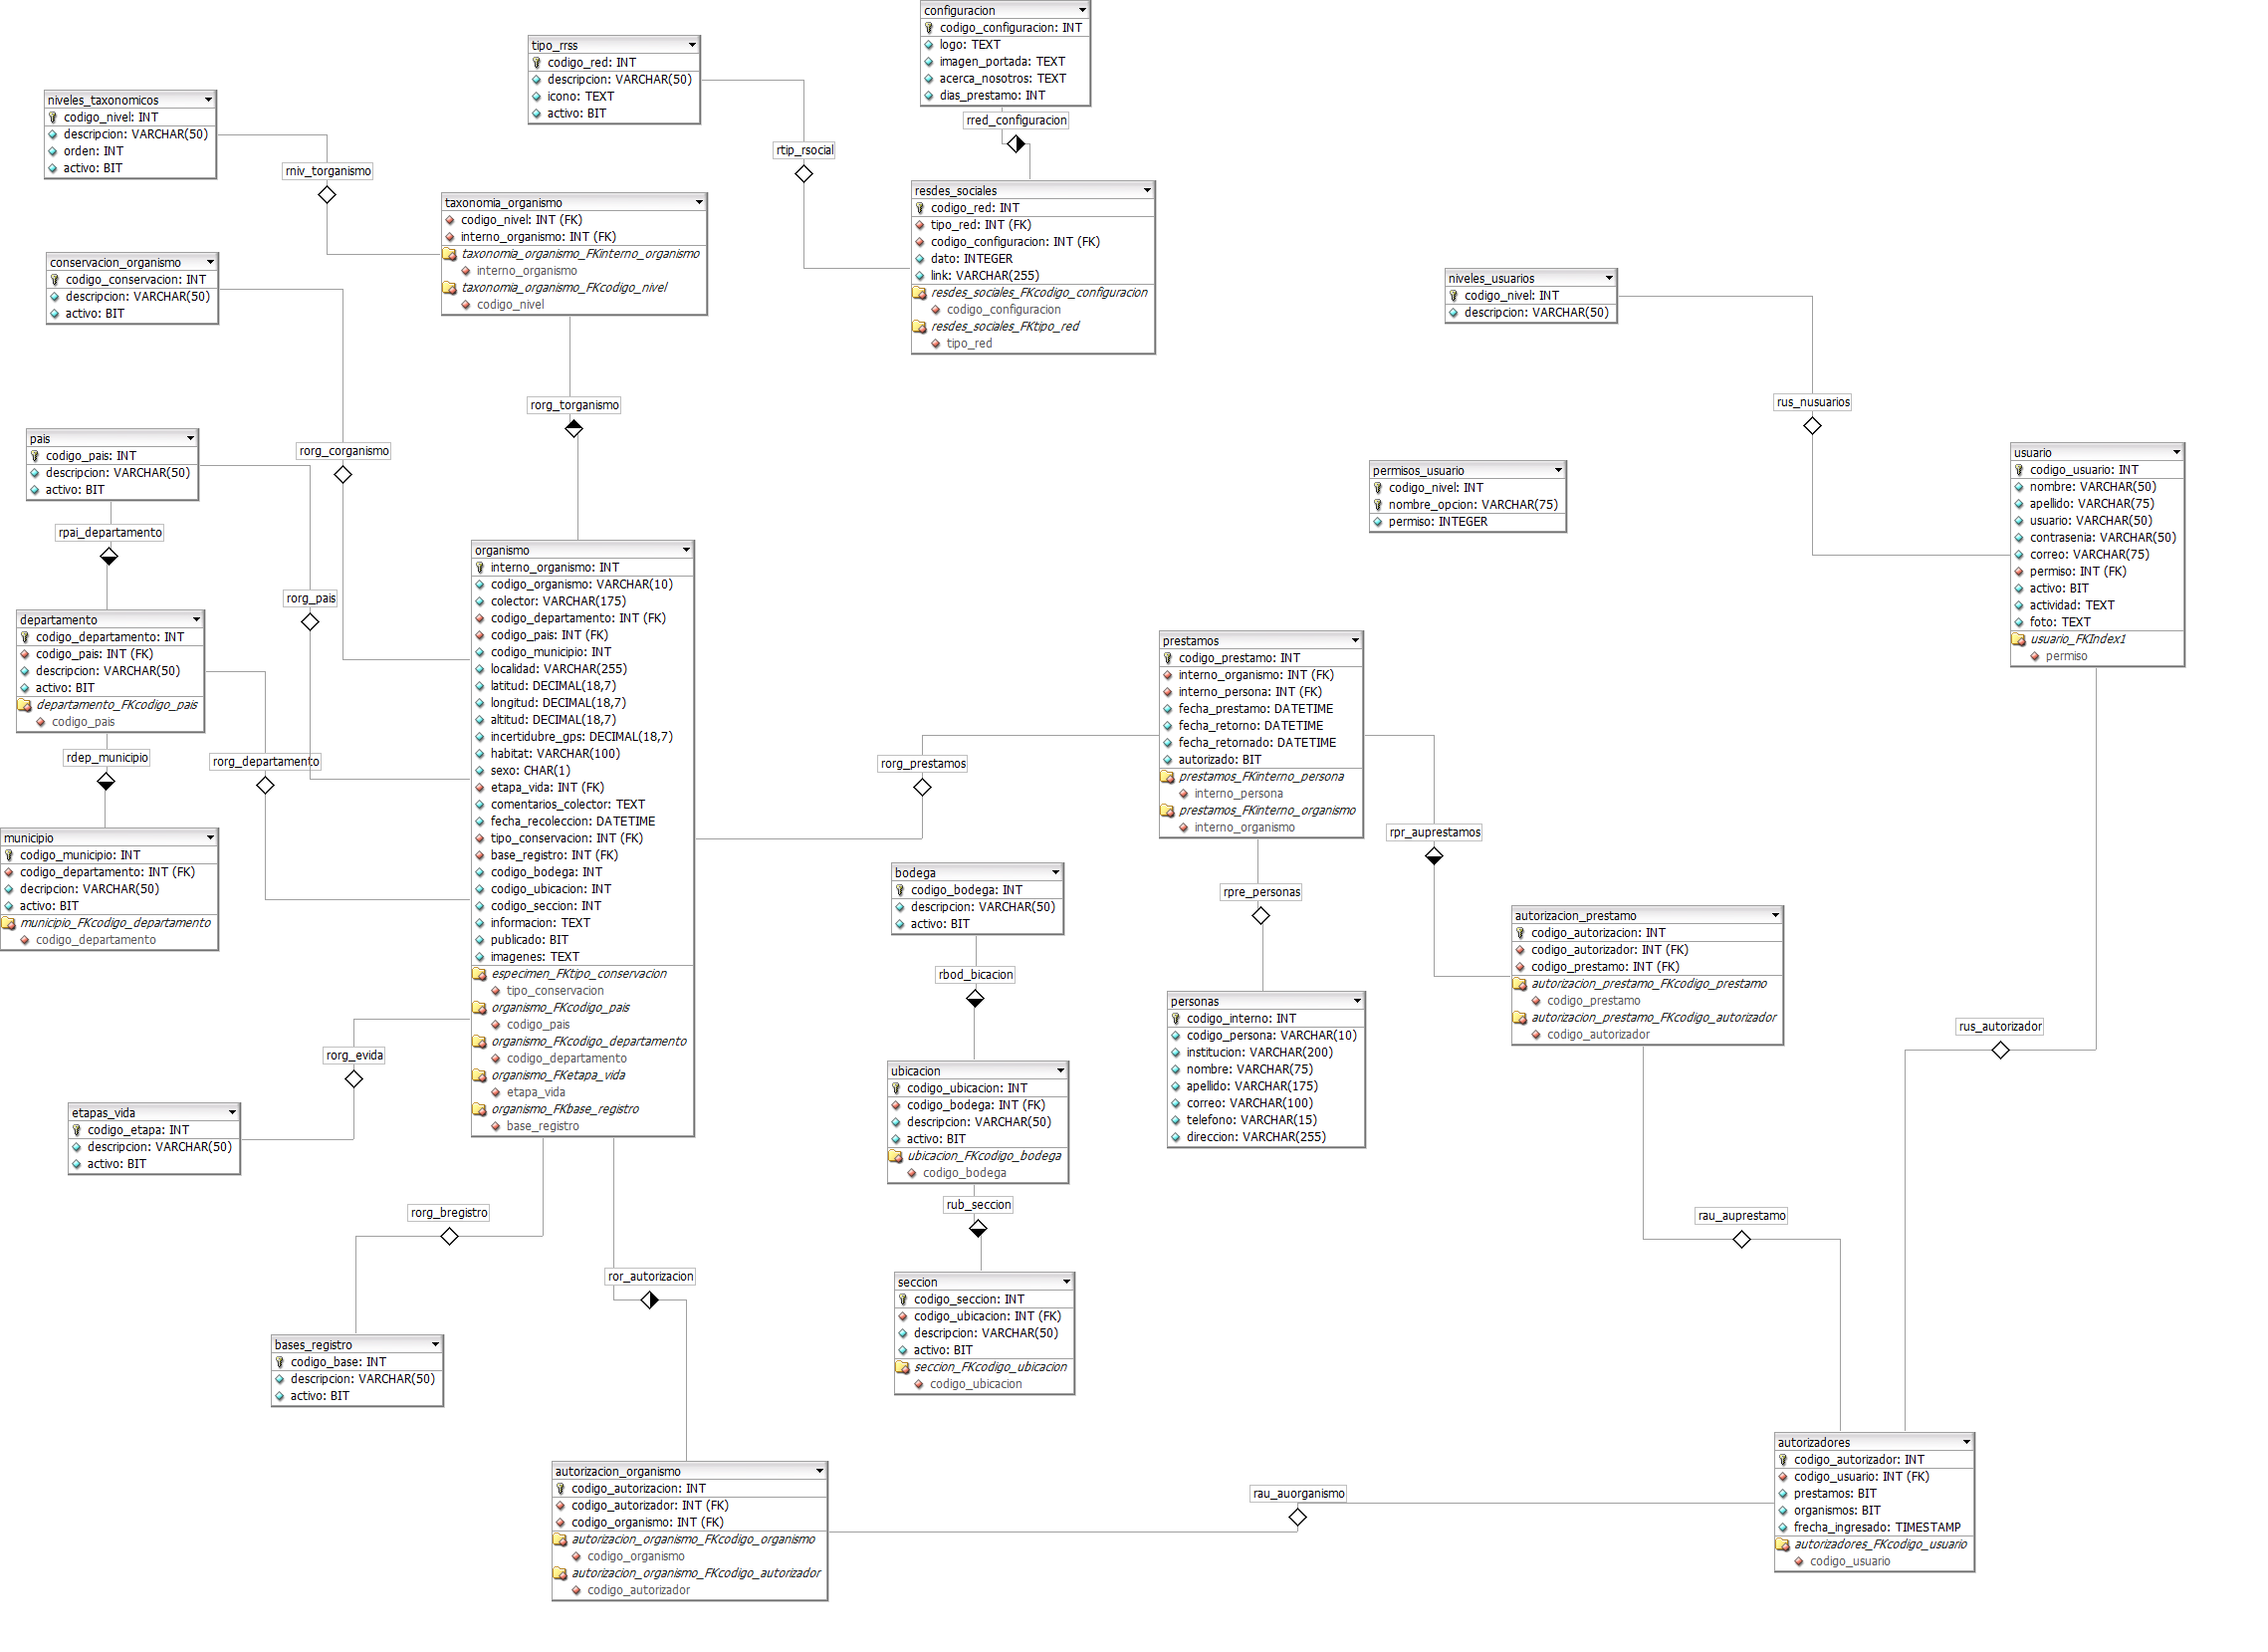 configuracion
codigo_configuracion: INT
logo: TEXT
imagen_portada: TEXT
acerca_nosotros: TEXT
dias_prestamo: INT
rred_configuracion
tipo_rrss
codigo_red: INT
descripcion: VARCHAR(50)
icono: TEXT
activo: BIT
rtip_rsocial
niveles_taxonomicos
codigo_nivel: INT
descripcion: VARCHAR(50)
orden: INT
activo: BIT
rniv_torganismo
taxonomia_organismo
codigo_nivel: INT (FK)
interno_organismo: INT (FK)
taxonomia_organismo_FKinterno_organismo
interno_organismo
taxonomia_organismo_FKcodigo_nivel
codigo_nivel
resdes_sociales
codigo_red: INT
tipo_red: INT (FK)
codigo_configuracion: INT (FK)
dato: INTEGER
link: VARCHAR(255)
resdes_sociales_FKcodigo_configuracion
codigo_configuracion
resdes_sociales_FKtipo_red
tipo_red
conservacion_organismo
codigo_conservacion: INT
descripcion: VARCHAR(50)
activo: BIT
niveles_usuarios
codigo_nivel: INT
descripcion: VARCHAR(50)
rorg_torganismo
rus_nusuarios
pais
codigo_pais: INT
descripcion: VARCHAR(50)
activo: BIT
rorg_corganismo
permisos_usuario
codigo_nivel: INT
nombre_opcion: VARCHAR(75)
permiso: INTEGER
usuario
codigo_usuario: INT
nombre: VARCHAR(50)
apellido: VARCHAR(75)
usuario: VARCHAR(50)
contrasenia: VARCHAR(50)
correo: VARCHAR(75)
permiso: INT (FK)
activo: BIT
actividad: TEXT
foto: TEXT
usuario_FKIndex1
permiso
rpai_departamento
rorg_pais
departamento
codigo_departamento: INT
codigo_pais: INT (FK)
descripcion: VARCHAR(50)
activo: BIT
departamento_FKcodigo_pais
codigo_pais
rdep_municipio
rorg_departamento
municipio
codigo_municipio: INT
codigo_departamento: INT (FK)
decripcion: VARCHAR(50)
activo: BIT
municipio_FKcodigo_departamento
codigo_departamento
organismo
interno_organismo: INT
codigo_organismo: VARCHAR(10)
colector: VARCHAR(175)
codigo_departamento: INT (FK)
codigo_pais: INT (FK)
codigo_municipio: INT
localidad: VARCHAR(255)
latitud: DECIMAL(18,7)
longitud: DECIMAL(18,7)
altitud: DECIMAL(18,7)
incertidubre_gps: DECIMAL(18,7)
habitat: VARCHAR(100)
sexo: CHAR(1)
etapa_vida: INT (FK)
comentarios_colector: TEXT
fecha_recoleccion: DATETIME
tipo_conservacion: INT (FK)
base_registro: INT (FK)
codigo_bodega: INT
codigo_ubicacion: INT
codigo_seccion: INT
informacion: TEXT
publicado: BIT
imagenes: TEXT
especimen_FKtipo_conservacion
tipo_conservacion
organismo_FKcodigo_pais
codigo_pais
organismo_FKcodigo_departamento
codigo_departamento
organismo_FKetapa_vida
etapa_vida
organismo_FKbase_registro
base_registro
prestamos
codigo_prestamo: INT
interno_organismo: INT (FK)
interno_persona: INT (FK)
fecha_prestamo: DATETIME
fecha_retorno: DATETIME
fecha_retornado: DATETIME
autorizado: BIT
prestamos_FKinterno_persona
interno_persona
prestamos_FKinterno_organismo
interno_organismo
rorg_prestamos
rpr_auprestamos
rpre_personas
bodega
codigo_bodega: INT
descripcion: VARCHAR(50)
activo: BIT
rbod_bicacion
autorizacion_prestamo
codigo_autorizacion: INT
codigo_autorizador: INT (FK)
codigo_prestamo: INT (FK)
autorizacion_prestamo_FKcodigo_prestamo
codigo_prestamo
autorizacion_prestamo_FKcodigo_autorizador
codigo_autorizador
personas
codigo_interno: INT
codigo_persona: VARCHAR(10)
institucion: VARCHAR(200)
nombre: VARCHAR(75)
apellido: VARCHAR(175)
correo: VARCHAR(100)
telefono: VARCHAR(15)
direccion: VARCHAR(255)
rus_autorizador
ubicacion
codigo_ubicacion: INT
codigo_bodega: INT (FK)
descripcion: VARCHAR(50)
activo: BIT
ubicacion_FKcodigo_bodega
codigo_bodega
rorg_evida
etapas_vida
codigo_etapa: INT
descripcion: VARCHAR(50)
activo: BIT
rub_seccion
rorg_bregistro
rau_auprestamo
ror_autorizacion
seccion
codigo_seccion: INT
codigo_ubicacion: INT (FK)
descripcion: VARCHAR(50)
activo: BIT
seccion_FKcodigo_ubicacion
codigo_ubicacion
bases_registro
codigo_base: INT
descripcion: VARCHAR(50)
activo: BIT
autorizacion_organismo
codigo_autorizacion: INT
codigo_autorizador: INT (FK)
codigo_organismo: INT (FK)
autorizacion_organismo_FKcodigo_organismo
codigo_organismo
autorizacion_organismo_FKcodigo_autorizador
codigo_autorizador
rau_auorganismo
autorizadores
codigo_autorizador: INT
codigo_usuario: INT (FK)
prestamos: BIT
organismos: BIT
frecha_ingresado: TIMESTAMP
autorizadores_FKcodigo_usuario
codigo_usuario